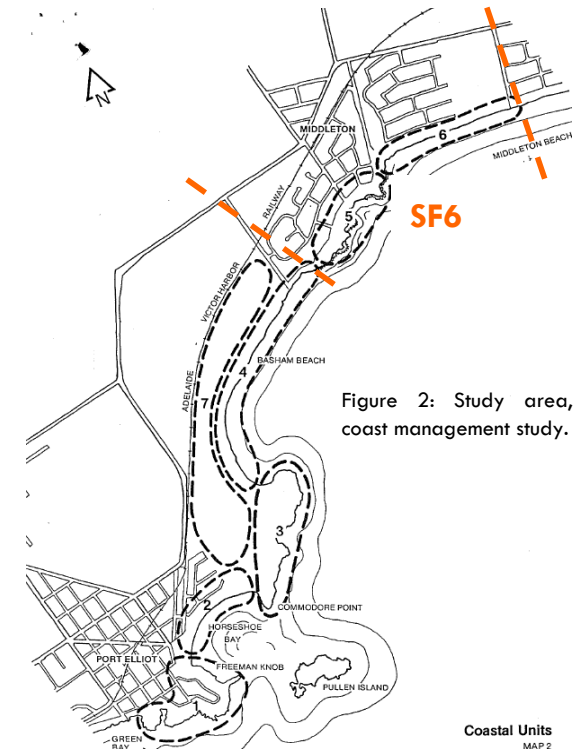 N
MIDDLETON
6
MIDDLETON BEACH
RAILWAY
5
SF6
VICTOR HARBOR
4
BASHAM BEACH
ADELAIDE
7
Figure 2: Study area,
coast management study.
3
2
COMMODORE POINT
HORSESHOE
BAY
PORT ELLIOT
FREEMAN KNOB
PULLEN ISLAND
GREEN
BAY
Coastal Units
MAP 2